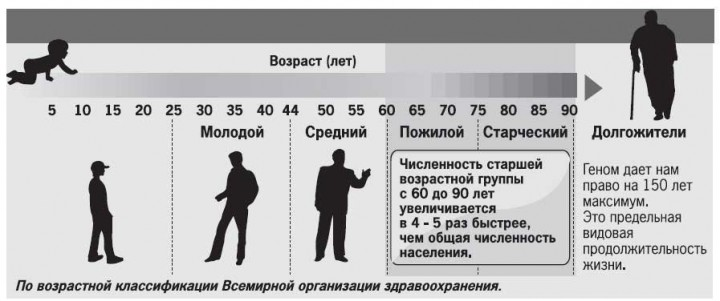 Возраст (лет)
5 10 15 20 25 30 35 40 44 50 55 60 65 70 75 80 85 90
Молодой Средний Пожилой Старческий Долгожители
Численность старшей
возрастной группы
с 60 до 90 лет
увеличивается
в 4 - 5 раз быстрее,
чем общая численность
населения.
Геном дает нам
право на 150 лет
максимум.
Это предельная
видовая
продолжительность
жизни.
По возрастной классификации Всемирной организации здравоохранения.